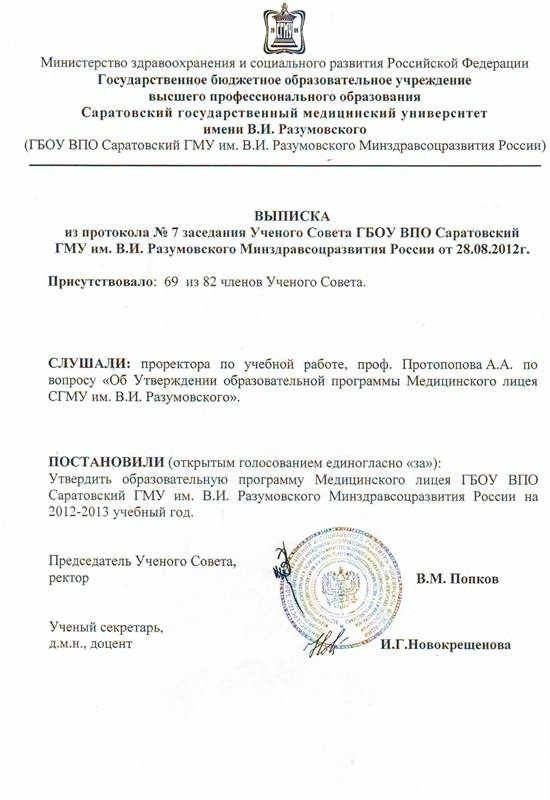 Министерство здравоохранения и социального развития Российской Федерации
Государственное бюджетное образовательное учреждение
высшего профессионального образования
Саратовский государственный медицинский университет
имени В.И. Разумовского
(ГБОУ ВПО Саратовский ГМУ им. В.И. Разумовского Минздравсоцразвития России)
ВЫПИСКА
из протокола № 7 заседания Ученого Совета ГБОУ ВПО Саратовский
ГМУ им. В.И. Разумовского Минздравсоцразвития России от 28.08.2012г.
Присутствовало: 69 из 82 членов Ученого Совета.
СЛУШАЛИ: проректора по учебной работе, проф. Протопопова А.А. по
вопросу «Об Утверждении образовательной программы Медицинского лицея
СГМУ им. В.И. Разумовского».
ПОСТАНОВИЛИ (открытым голосованием единогласно «за»):
Утвердить образовательную программу Медицинского лицея ГБОУ ВПО
Саратовский ГМУ им. В.И. Разумовского Минздравсоцразвития России на
2012-2013 учебный год.
Председатель Ученого Совета,
ректор В.М. Попков
Ученый секретарь,
д.м.н., доцент И.Г.Новокрещенова